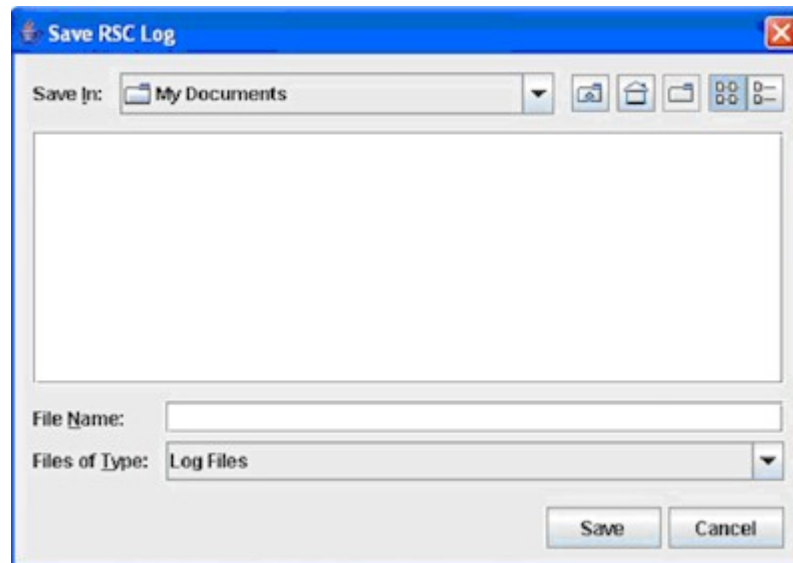 Save RSC Log
Save In: My Documents
File Name:
Files of Type: Log Files
Save Cancel